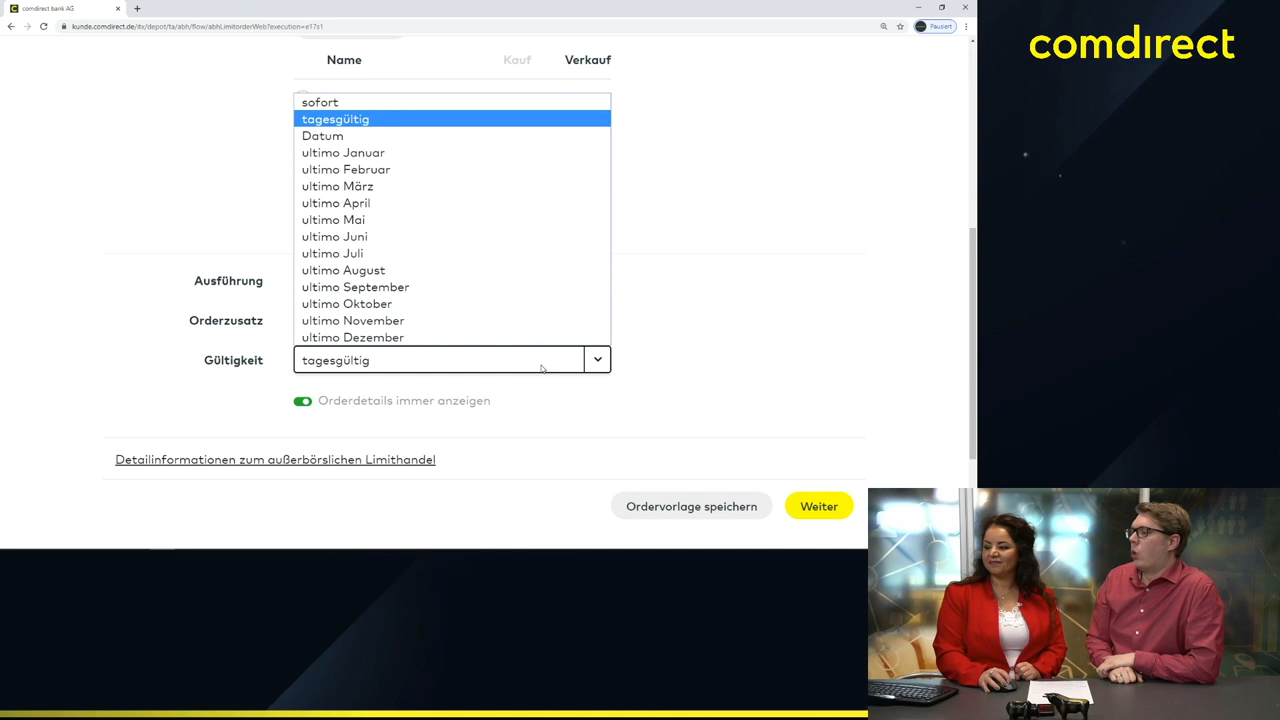 comdirect bank AG
kunde.comdirect.de/itx/depot/ta/abh/flow/abhLimitorderWeb?execution=e17s1
Pausiert
comdirect
Name Kauf Verkauf
sofort
tagesgültig
Datum
ultimo Januar
ultimo Februar
ultimo März
ultimo April
ultimo Mai
ultimo Juni
ultimo Juli
ultimo August
ultimo September
ultimo Oktober
ultimo November
ultimo Dezember
Ausführung
Orderzusatz
Gültigkeit tagesgültig
Orderdetails immer anzeigen
Detailinformationen zum außerbörslichen Limithandel
Ordervorlage speichern Weiter